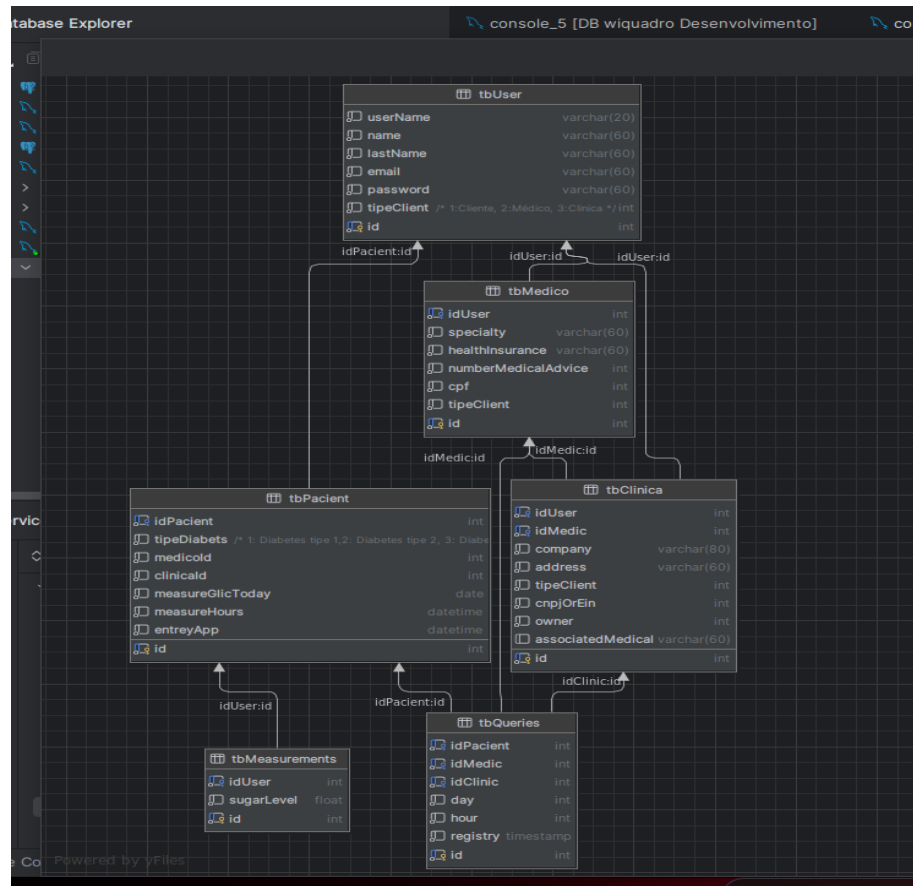 tabase Explorer
console_5 [DB wiquadro Desenvolvimento]
co
tbUser
userName varchar(20)
name varchar(60)
lastName varchar(60)
email varchar(60)
password varchar(60)
tipeClient /* 1:Cliente, 2:Médico, 3:Clínica */ int
id int
idPacient:id
idUser:id
idUser:id
tbMedico
idUser int
specialty varchar(60)
healthInsurance varchar(60)
numberMedicalAdvice int
cpf int
tipeClient int
id int
idMedic:id
idMedic:id
tbPacient
idPacient int
tipeDiabets /* 1: Diabetes tipe 1,2: Diabetes tipe 2, 3: Diabe
medicoId int
clinicaId int
measureGlicToday date
measureHours datetime
entreyApp datetime
id int
tbClinica
idUser int
idMedic int
company varchar(80)
address varchar(60)
tipeClient int
cnpjOrEin int
owner int
associatedMedical varchar(60)
id int
rvic
idUser:id
idPacient:id
idClinic:id
tbMeasurements
idUser int
sugarLevel float
id int
tbQueries
idPacient int
idMedic int
idClinic int
day int
hour int
registry timestamp
id int
e Co
Powered by yFiles